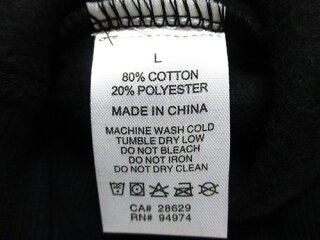 L
80% COTTON
20% POLYESTER
MADE IN CHINA
MACHINE WASH COLD
TUMBLE DRY LOW
DO NOT BLEACH
DO NOT IRON
DO NOT DRY CLEAN
CA# 28629
RN# 94974